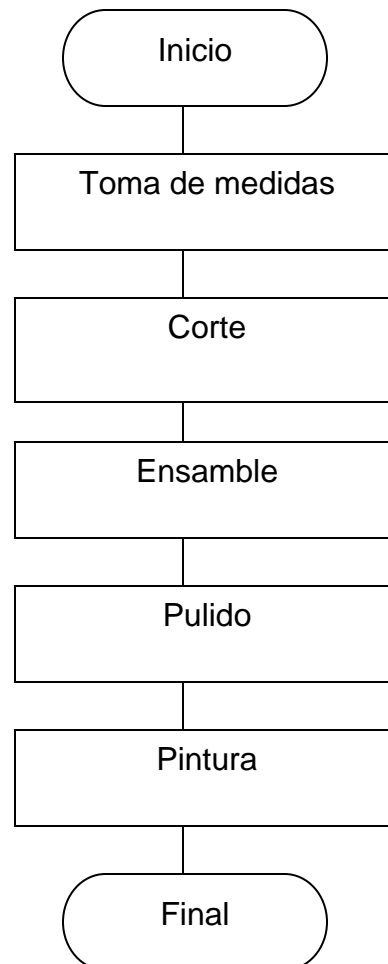 Inicio
Toma de medidas
Corte
Ensamble
Pulido
Pintura
Final